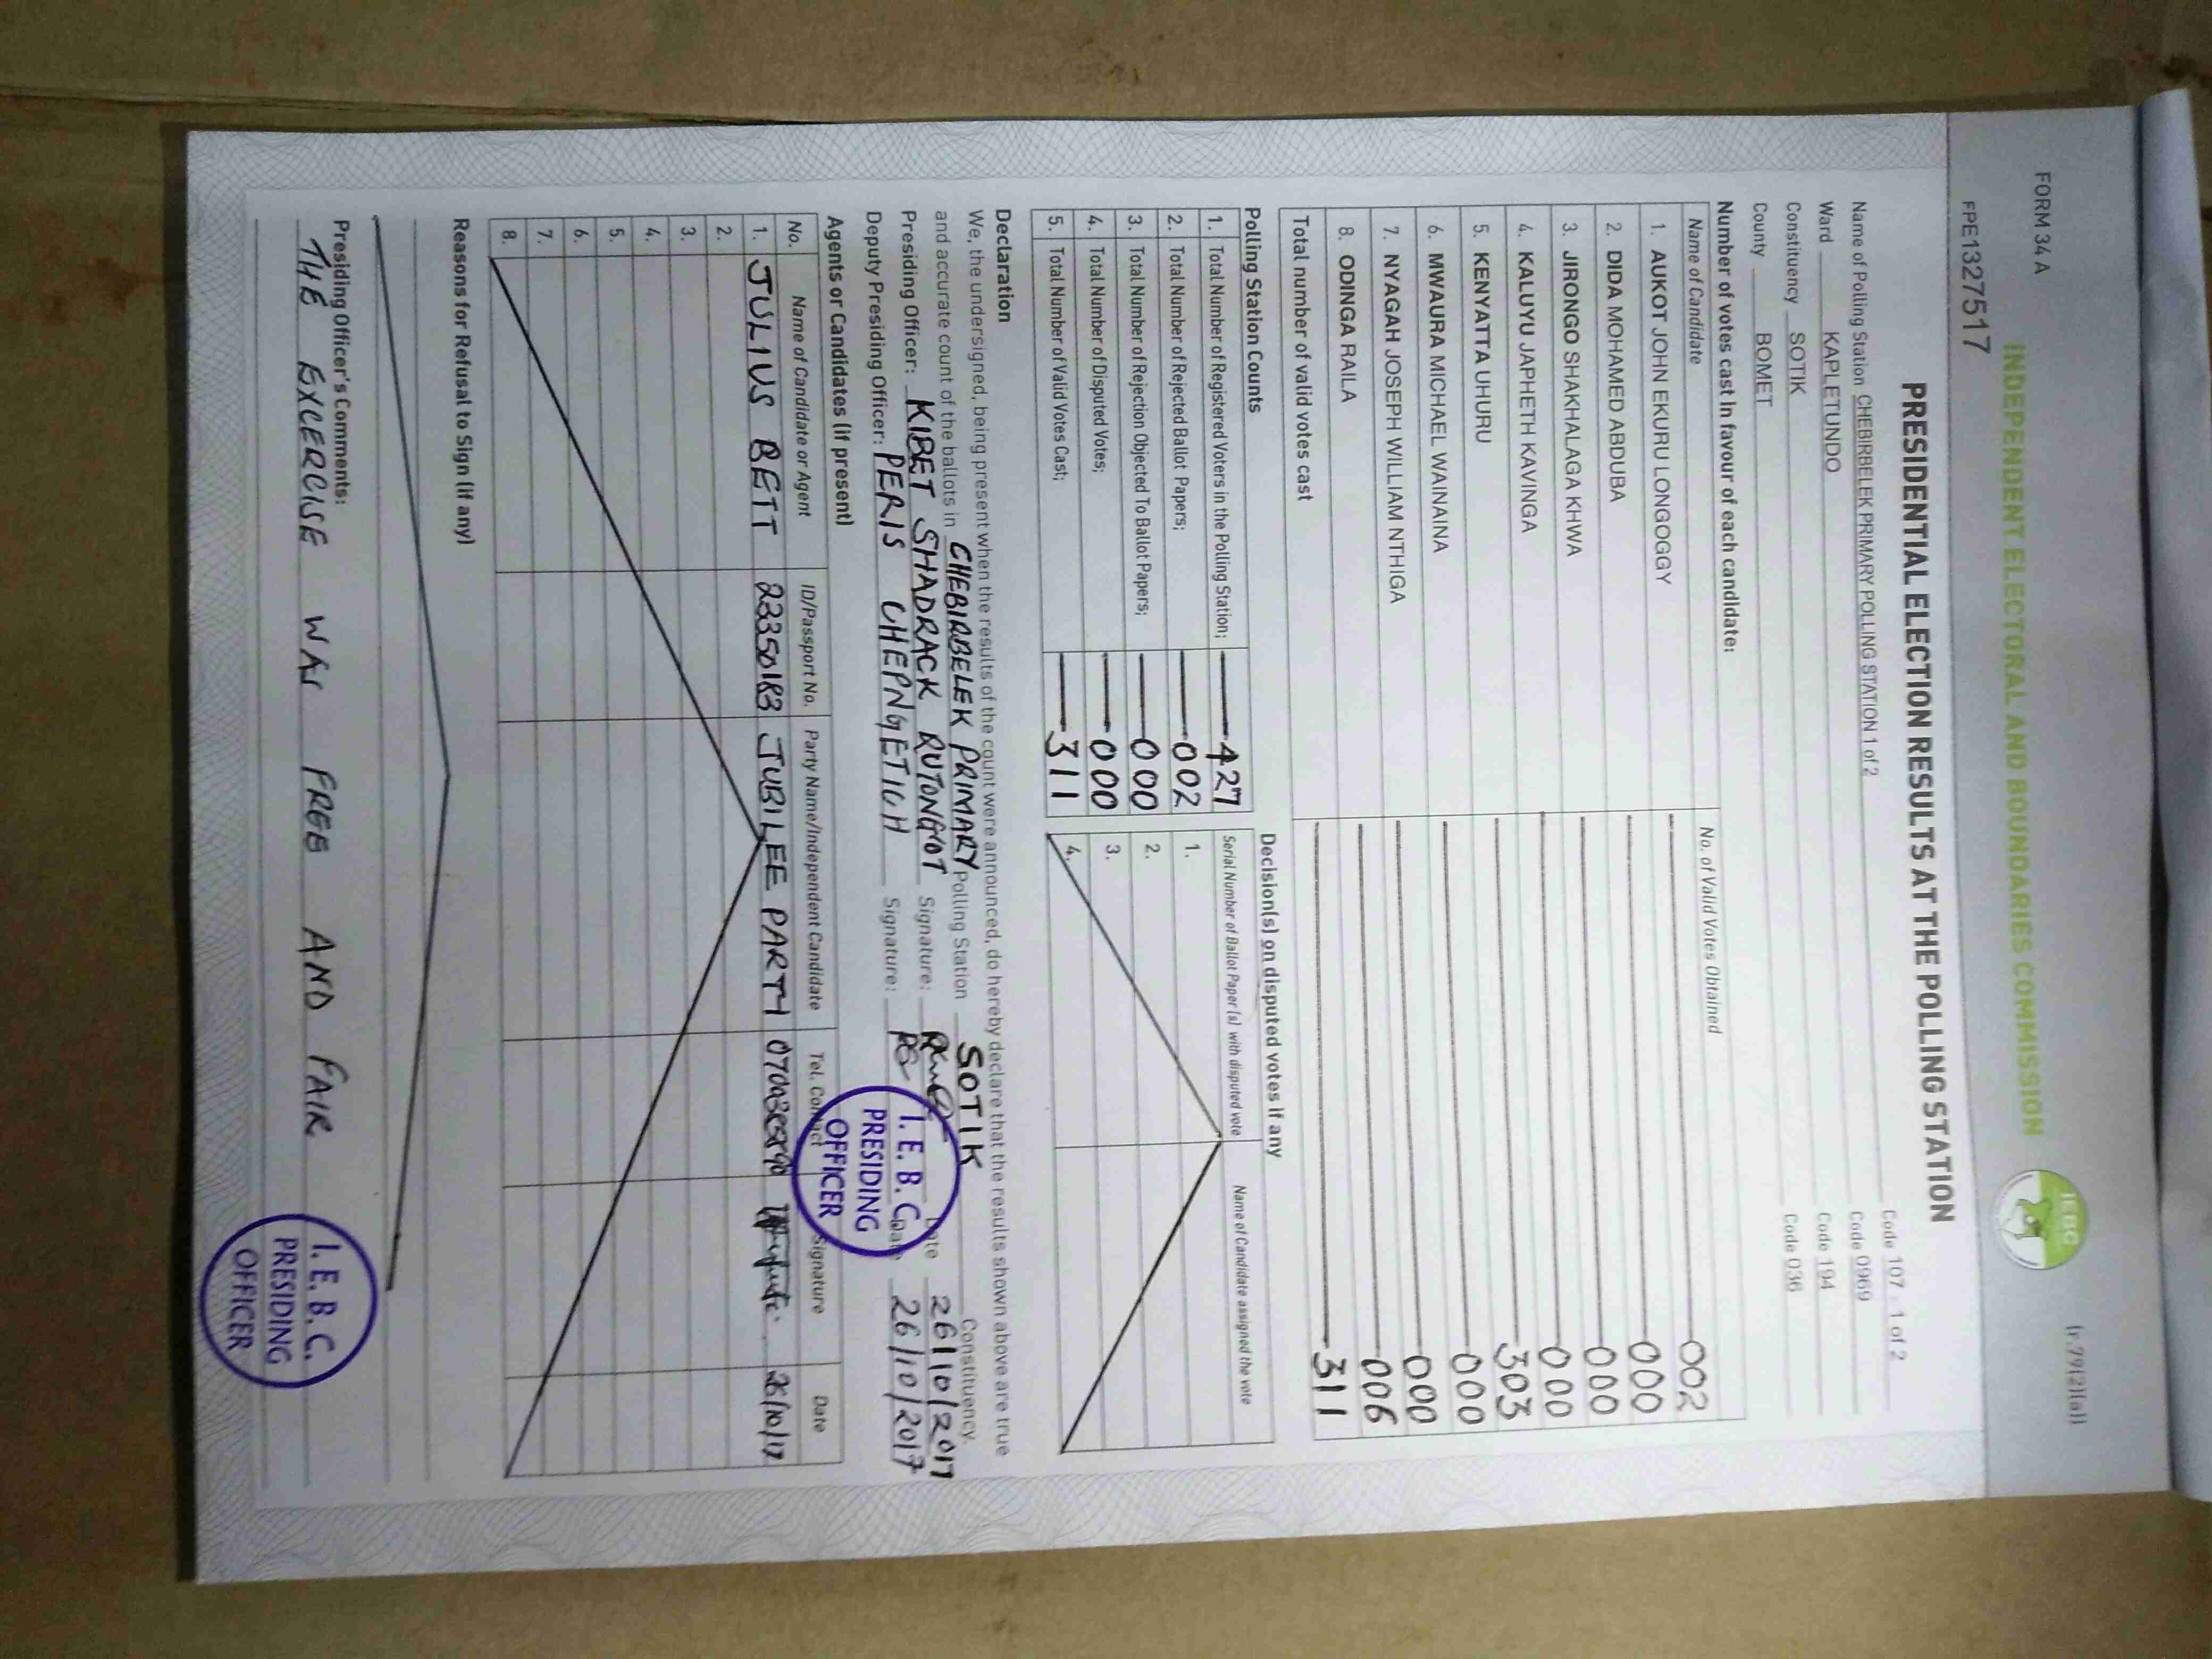 FORM 34 A
(r.79(2)(a))
INDEPENDENT ELECTORAL AND BOUNDARIES COMMISSION
IEBC
FPE1327517
PRESIDENTIAL ELECTION RESULTS AT THE POLLING STATION
Name of Polling Station CHEBIRBELEK PRIMARY POLLING STATION 1 of 2 Code 107 - 1 of 2
Ward KAPLETUNDO Code 0969
Constituency SOTIK Code 194
County BOMET Code 036
Number of votes cast in favour of each candidate:
Name of Candidate No. of Valid Votes Obtained
1. AUKOT JOHN EKURU LONGOGGY 002
2. DIDA MOHAMED ABDUBA 000
3. JIRONGO SHAKHALAGA KHWA 000
4. KALUYU JAPHETH KAVINGA 000
5. KENYATTA UHURU 303
6. MWAURA MICHAEL WAINAINA 000
7. NYAGAH JOSEPH WILLIAM NTHIGA 000
8. ODINGA RAILA 006
Total number of valid votes cast 311
Polling Station Counts
1. Total Number of Registered Voters in the Polling Station; 427
2. Total Number of Rejected Ballot Papers; 002
3. Total Number of Rejection Objected To Ballot Papers; 000
4. Total Number of Disputed Votes; 000
5. Total Number of Valid Votes Cast; 311
Decision(s) on disputed votes if any
Serial Number of Ballot Paper (s) with disputed vote Name of Candidate assigned the vote
1.
2.
3.
4.
Declaration
We, the undersigned, being present when the results of the count were announced, do hereby declare that the results shown above are true
and accurate count of the ballots in CHEBIRBELEK PRIMARY Polling Station SOTIK Constituency.
Presiding Officer: KIBET SHADRACK RUTONGOT Signature: Date 26/10/2017
Deputy Presiding Officer: PERIS CHEPNGETICH Signature: Date 26/10/2017
I. E. B. C.
PRESIDING
OFFICER
Agents or Candidates (if present)
No. Name of Candidate or Agent ID/Passport No. Party Name/Independent Candidate Tel. Contact Signature Date
1. JULIUS BETT 22350183 JUBILEE PARTY 26/10/17
2.
3.
4.
5.
6.
7.
8.
Reasons for Refusal to Sign (if any)
Presiding Officer's Comments:
THE EXCERCISE WAS FREE AND FAIR
I. E. B. C.
PRESIDING
OFFICER